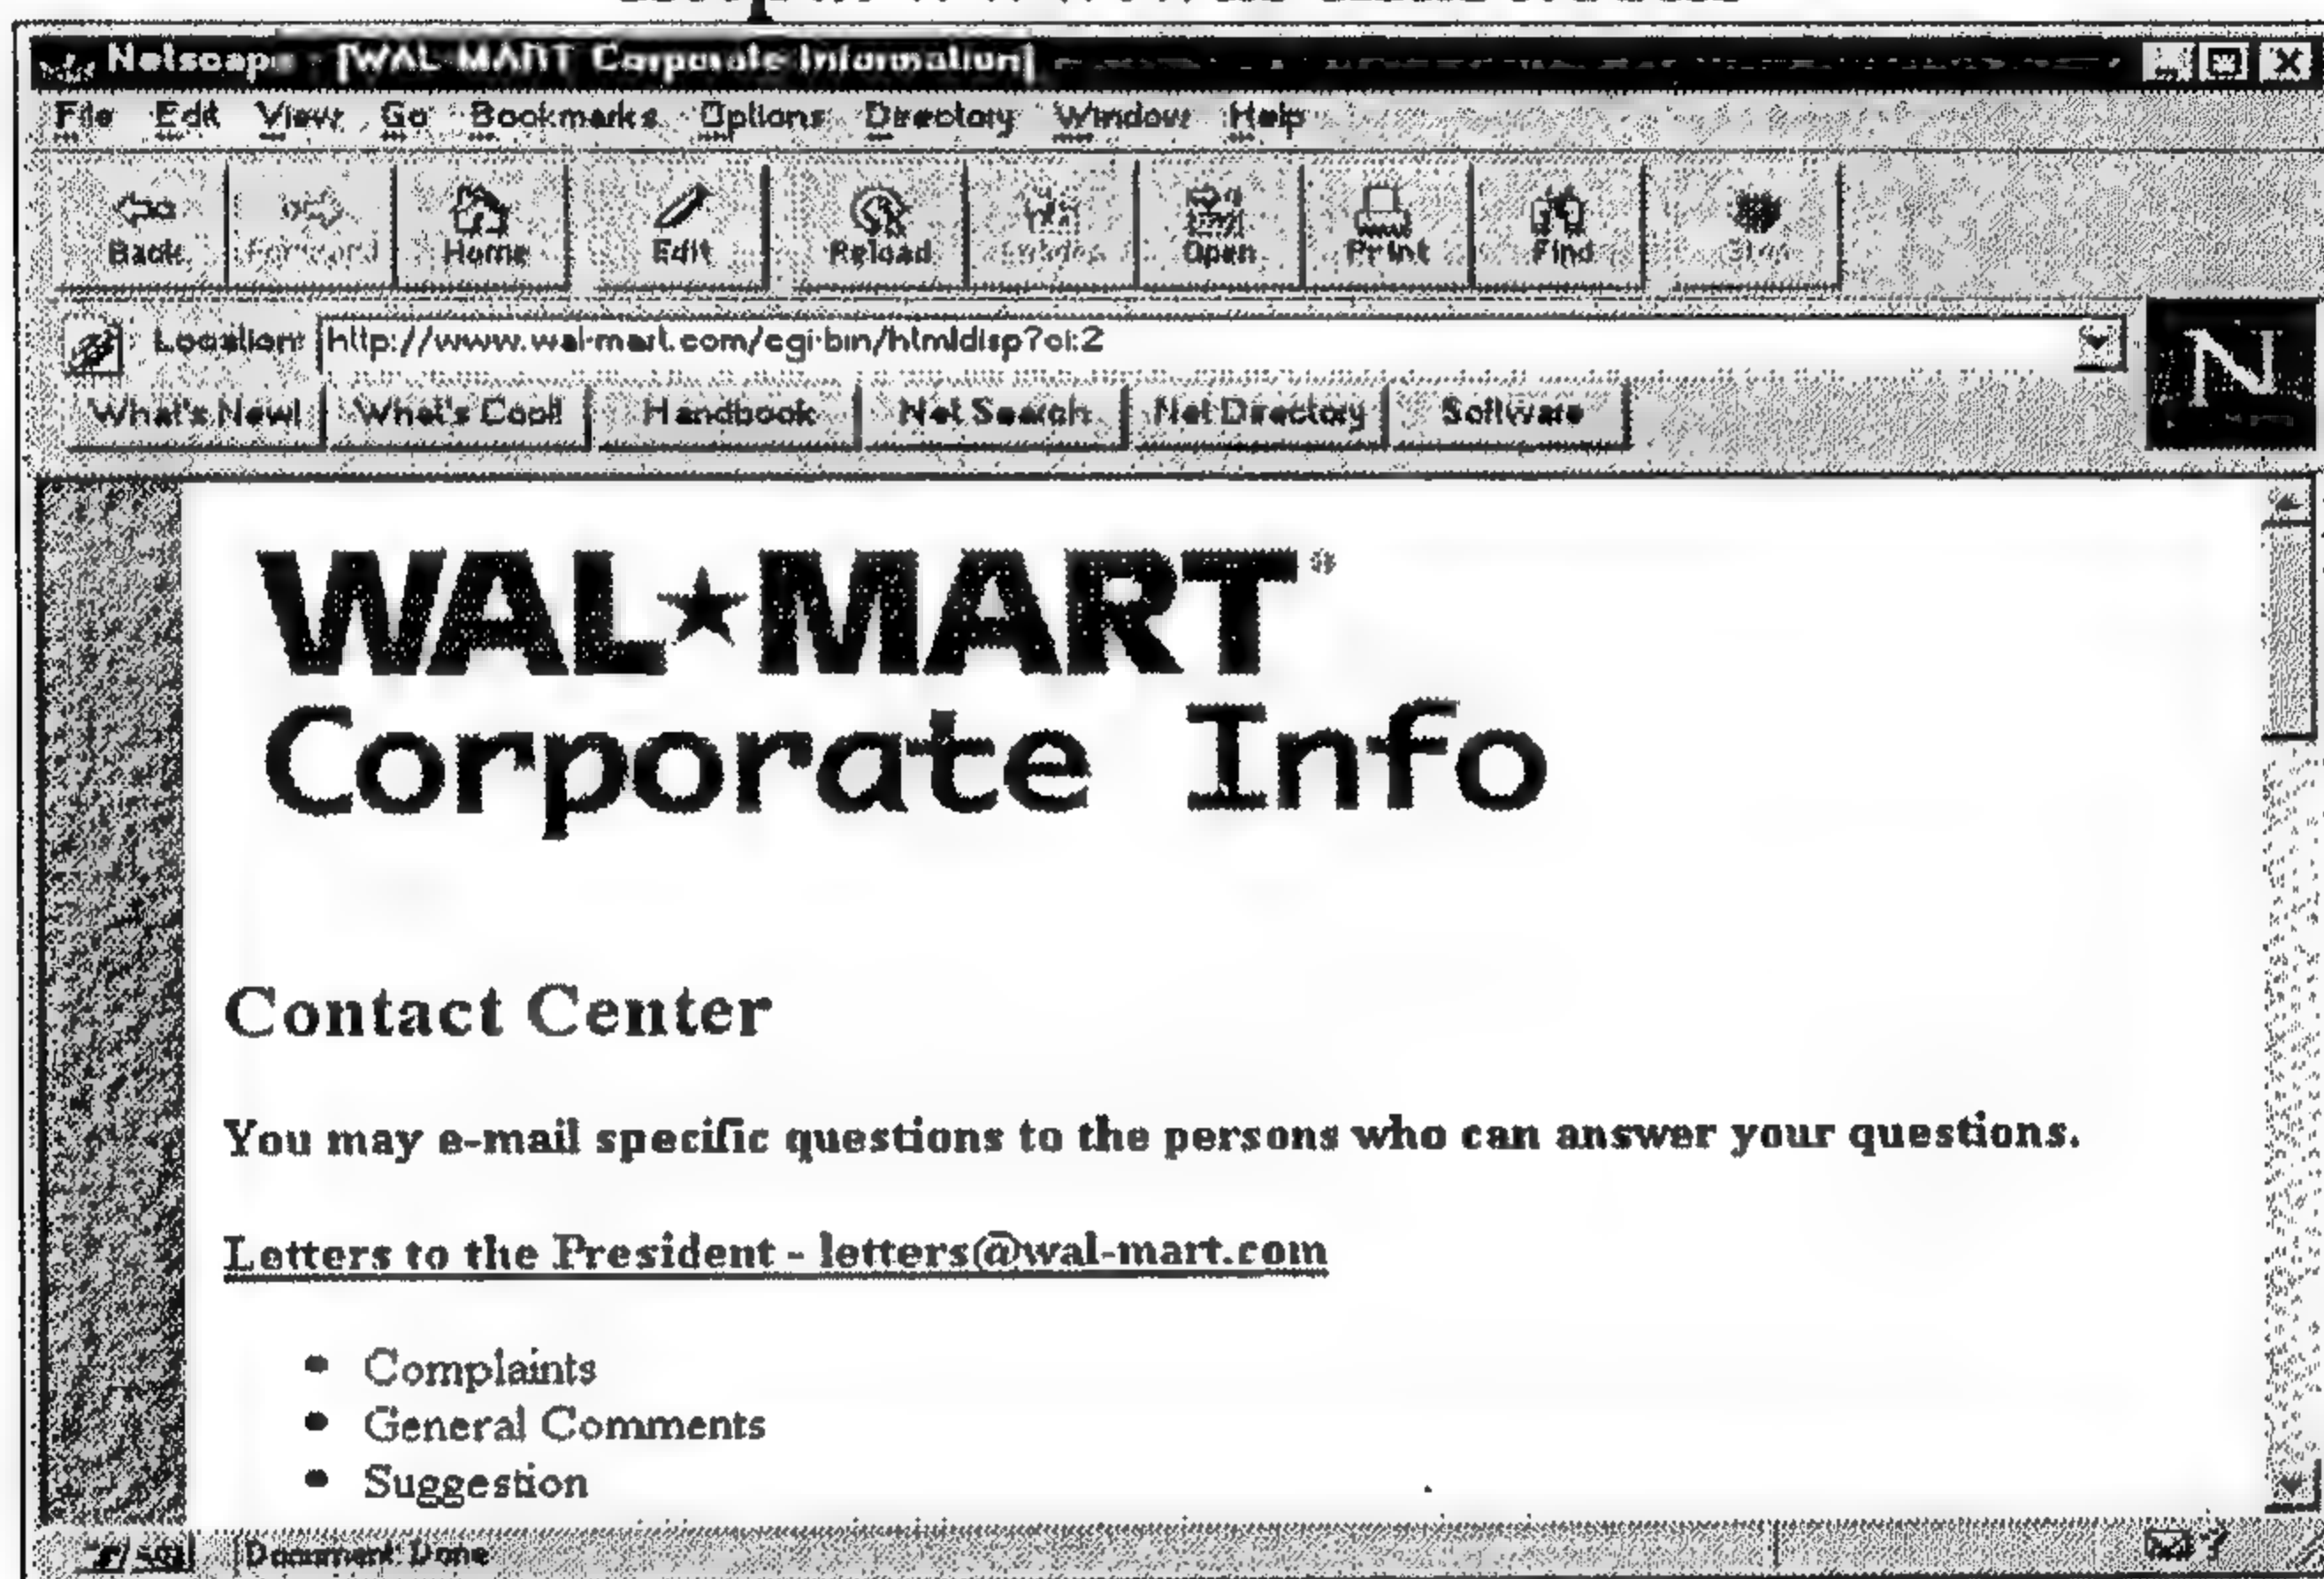 Netscape - [WAL-MART Corporate Information]
File Edit View Go Bookmarks Options Directory Window Help
Back Forward Home Edit Reload Open Print Find Stop
Location: http://www.wal-mart.com/cgi-bin/htmldisp?ci:2
N
What's New! What's Cool! Handbook Net Search Net Directory Software
WAL★MART®
Corporate Info
Contact Center
You may e-mail specific questions to the persons who can answer your questions.
Letters to the President - letters@wal-mart.com
• Complaints
• General Comments
• Suggestion
Document: Done